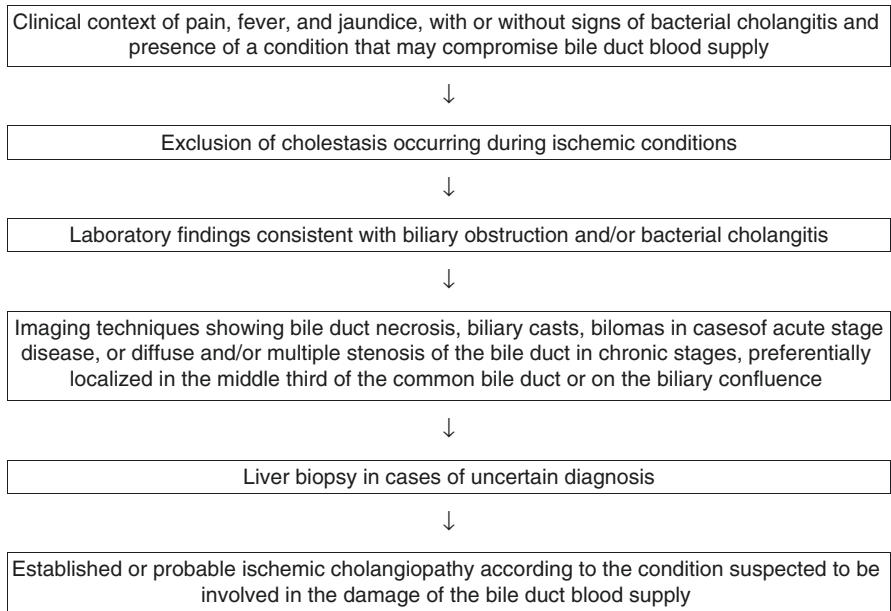 Clinical context of pain, fever, and jaundice, with or without signs of bacterial cholangitis and
presence of a condition that may compromise bile duct blood supply
↓
Exclusion of cholestasis occurring during ischemic conditions
↓
Laboratory findings consistent with biliary obstruction and/or bacterial cholangitis
↓
Imaging techniques showing bile duct necrosis, biliary casts, bilomas in casesof acute stage
disease, or diffuse and/or multiple stenosis of the bile duct in chronic stages, preferentially
localized in the middle third of the common bile duct or on the biliary confluence
↓
Liver biopsy in cases of uncertain diagnosis
↓
Established or probable ischemic cholangiopathy according to the condition suspected to be
involved in the damage of the bile duct blood supply